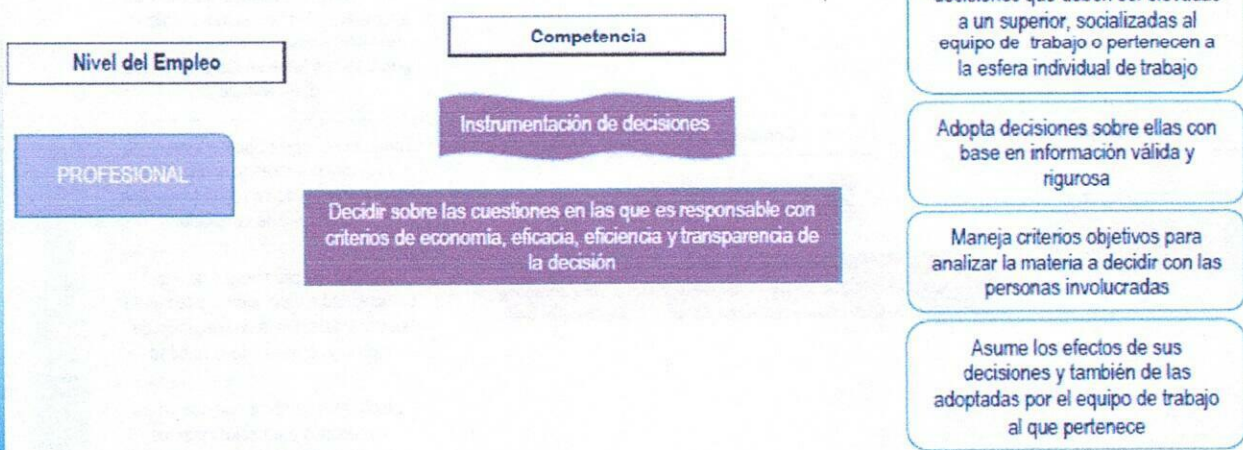 Nivel del Empleo
PROFESIONAL
Competencia
Instrumentación de decisiones
Decidir sobre las cuestiones en las que es responsable con
criterios de economía, eficacia, eficiencia y transparencia de
la decisión
a un superior, socializadas al
equipo de trabajo o pertenecen a
la esfera individual de trabajo
Adopta decisiones sobre ellas con
base en información válida y
rigurosa
Maneja criterios objetivos para
analizar la materia a decidir con las
personas involucradas
Asume los efectos de sus
decisiones y también de las
adoptadas por el equipo de trabajo
al que pertenece